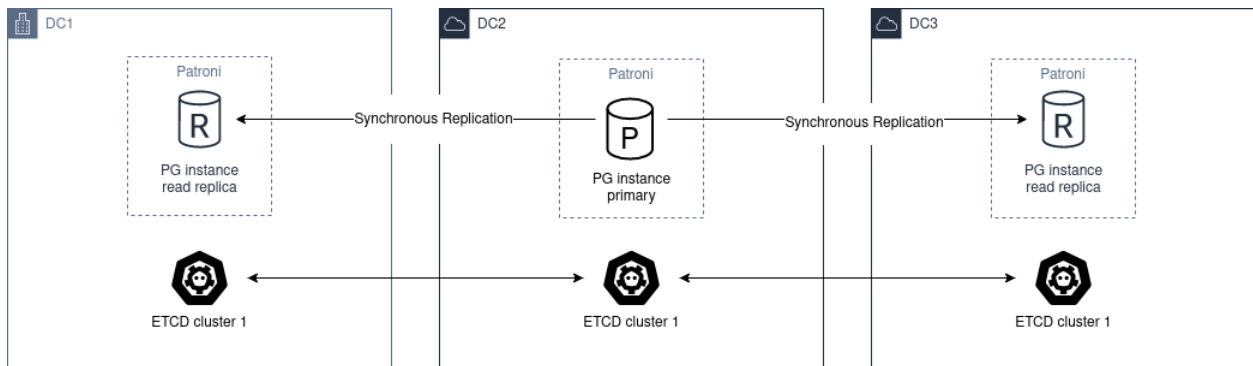 DC1
DC2
DC3
Patroni
Patroni
Patroni
R
Synchronous Replication
P
Synchronous Replication
R
PG instance
read replica
PG instance
primary
PG instance
read replica
ETCD cluster 1
ETCD cluster 1
ETCD cluster 1